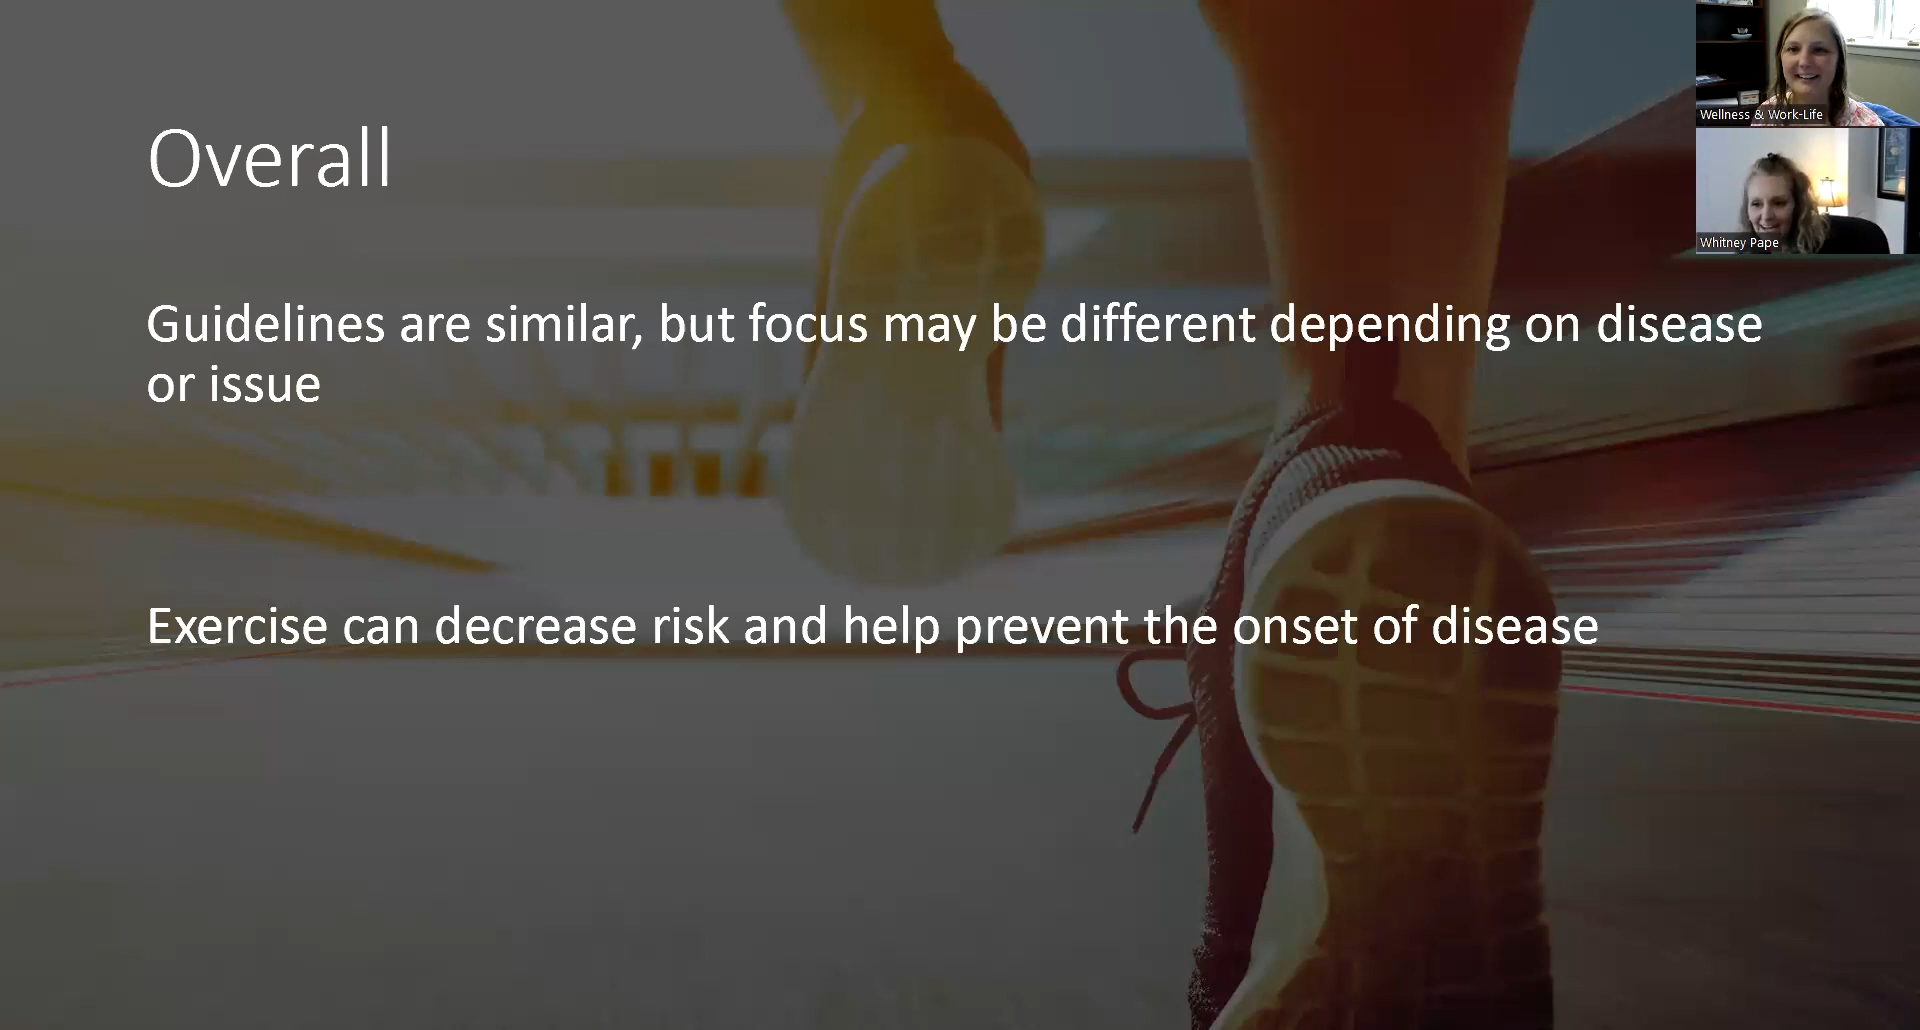 Overall
Guidelines are similar, but focus may be different depending on disease
or issue
Exercise can decrease risk and help prevent the onset of disease
Wellness & Work-Life
Whitney Pape